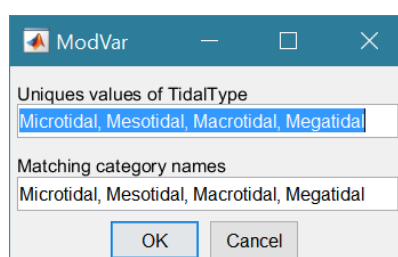 ModVar
Uniques values of TidalType
Microtidal, Mesotidal, Macrotidal, Megatidal
Matching category names
Microtidal, Mesotidal, Macrotidal, Megatidal
OK Cancel